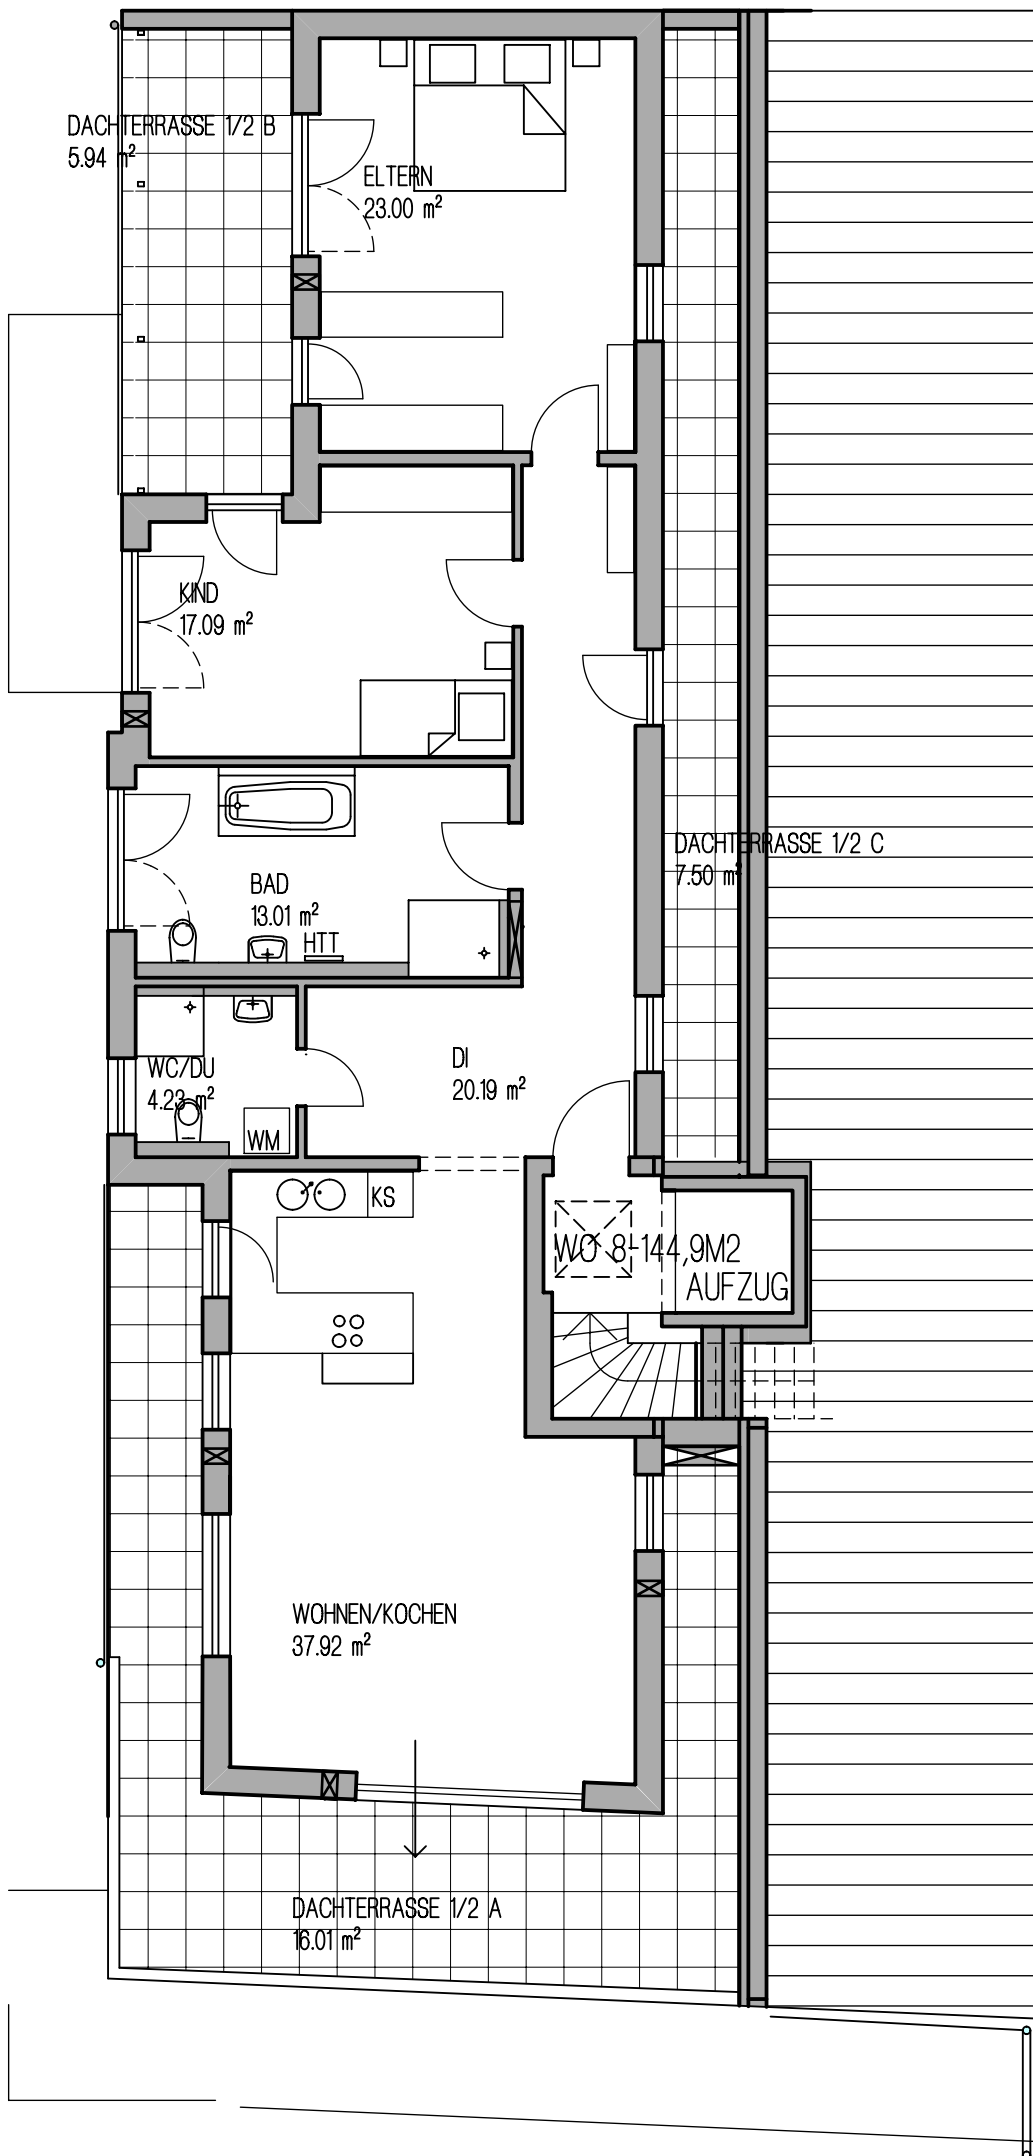 DACHTERRASSE 1/2 B
5.94 m²
ELTERN
23.00 m²
KIND
17.09 m²
DACHTERRASSE 1/2 C
7.50 m²
BAD
13.01 m²
HTT
DI
20.19 m²
WC/DU
4.23 m²
WM
KS
WO 8-144,9M2
AUFZUG
WOHNEN/KOCHEN
37.92 m²
DACHTERRASSE 1/2 A
16.01 m²